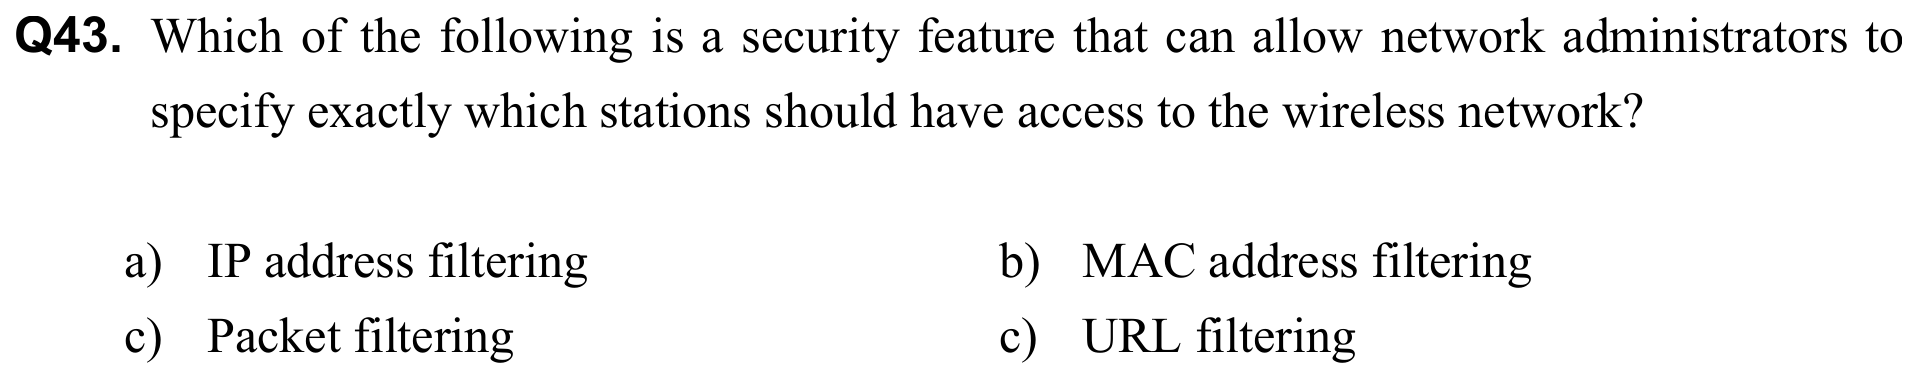 Q43. Which of the following is a security feature that can allow network administrators to
specify exactly which stations should have access to the wireless network?
a) IP address filtering b) MAC address filtering
c) Packet filtering c) URL filtering